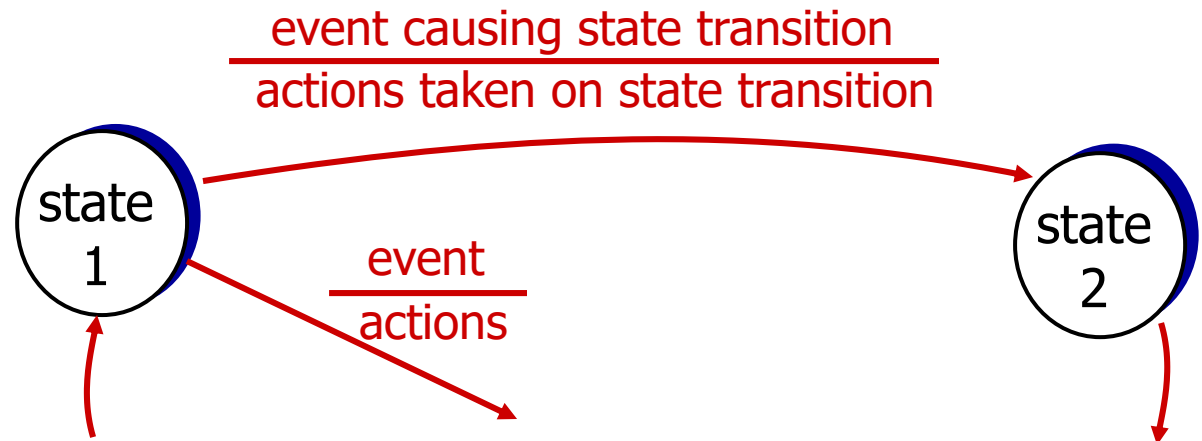 event causing state transition
actions taken on state transition
state
1
event
actions
state
2